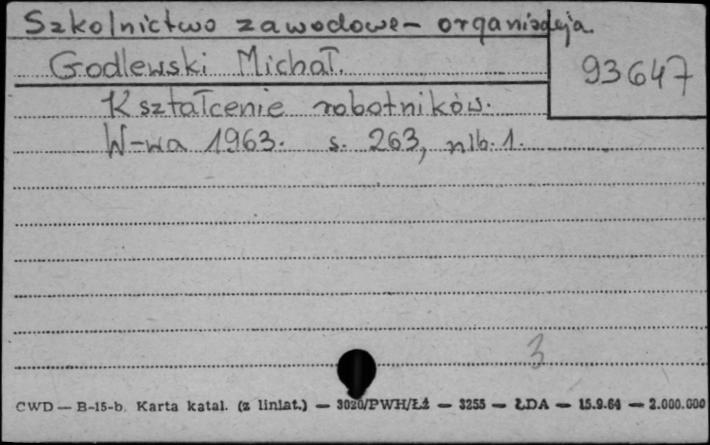 Szkolnictwo zawodowe - organizacja.
93647
Godlewski Michał.
Kształcenie robotników.
W-wa 1963. s. 263, nlb. 1.
3
CWD — B-15-b. Karta katal. (z liniat.) — 3020/PWH/Ł1 — 3255 — ŁDA — 15.9.64 — 2.000.000